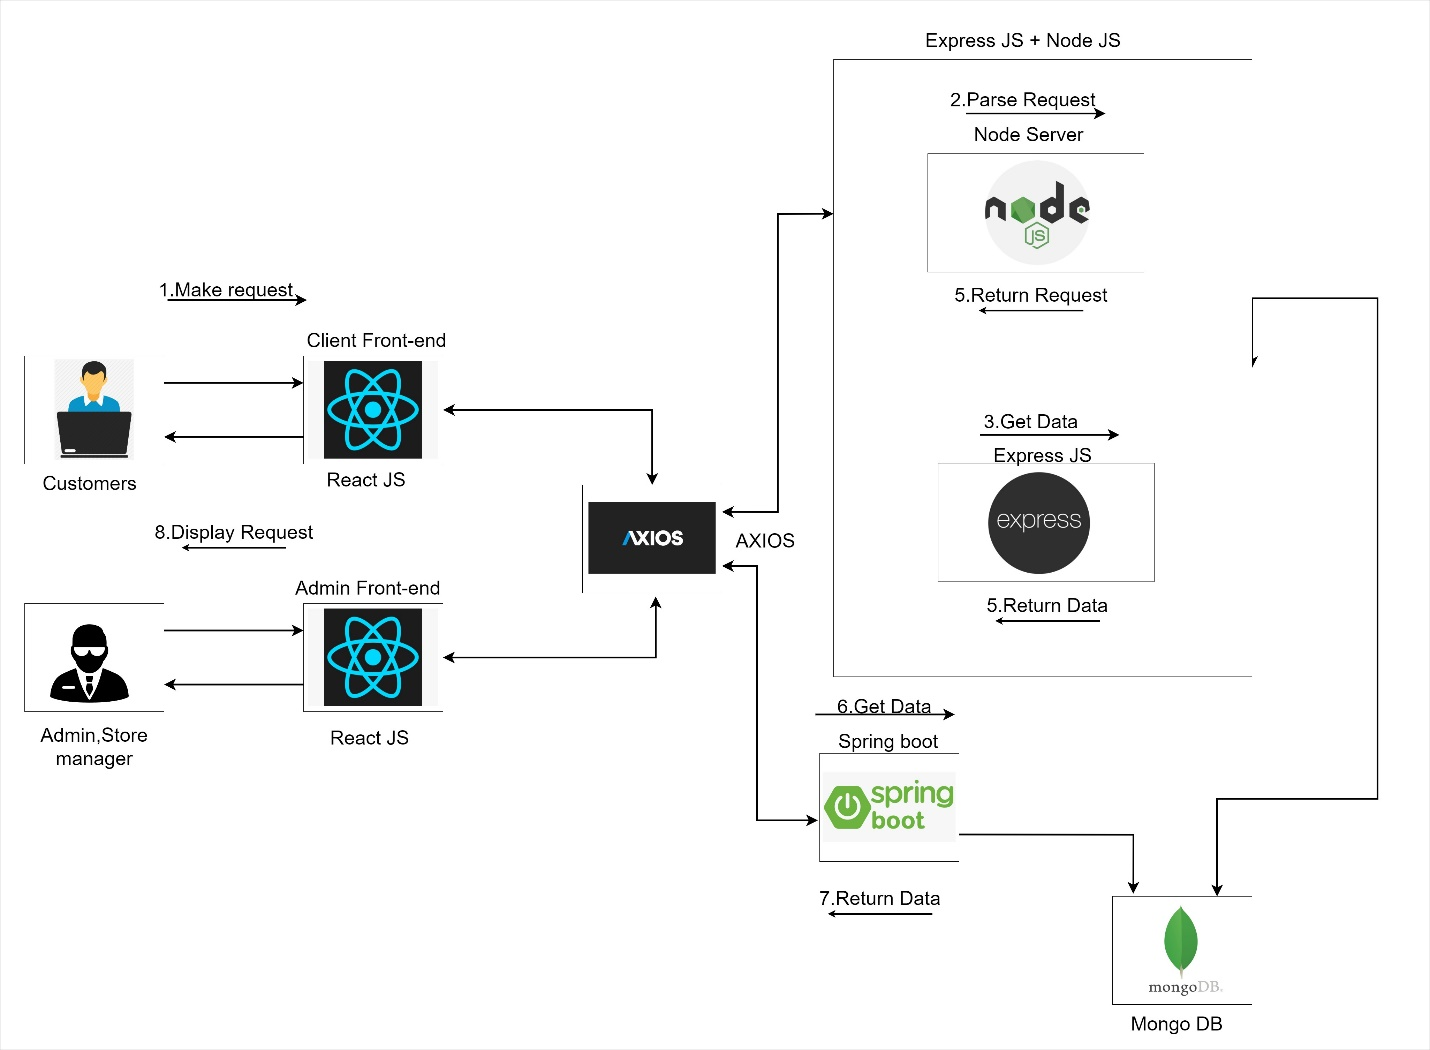 Express JS + Node JS
2.Parse Request
Node Server
node
JS
5.Return Request
1.Make request
Client Front-end
React JS
Customers
3.Get Data
Express JS
express
5.Return Data
AXIOS
AXIOS
8.Display Request
Admin Front-end
React JS
Admin,Store
manager
6.Get Data
Spring boot
spring
boot
7.Return Data
mongoDB.
Mongo DB